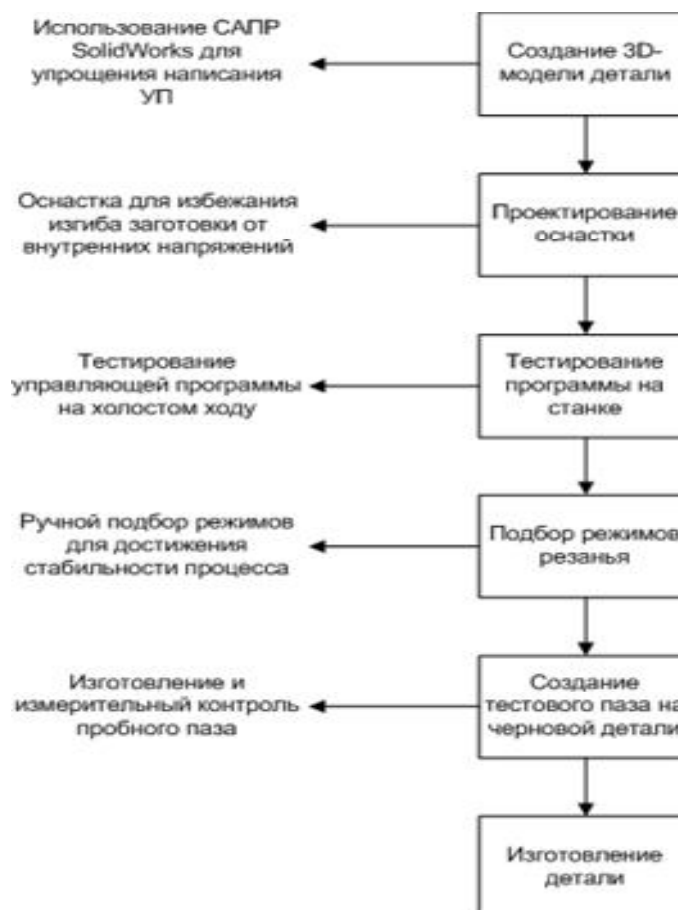 Использование САПР
SolidWorks для
упрощения написания
УП
Создание 3D-
модели детали
Оснастка для избежания
изгиба заготовки от
внутренних напряжений
Проектирование
оснастки
Тестирование
управляющей программы
на холостом ходу
Тестирование
программы на
станке
Ручной подбор режимов
для достижения
стабильности процесса
Подбор режимов
резанья
Изготовление и
измерительный контроль
пробного паза
Создание
тестового паза на
черновой детали
Изготовление
детали